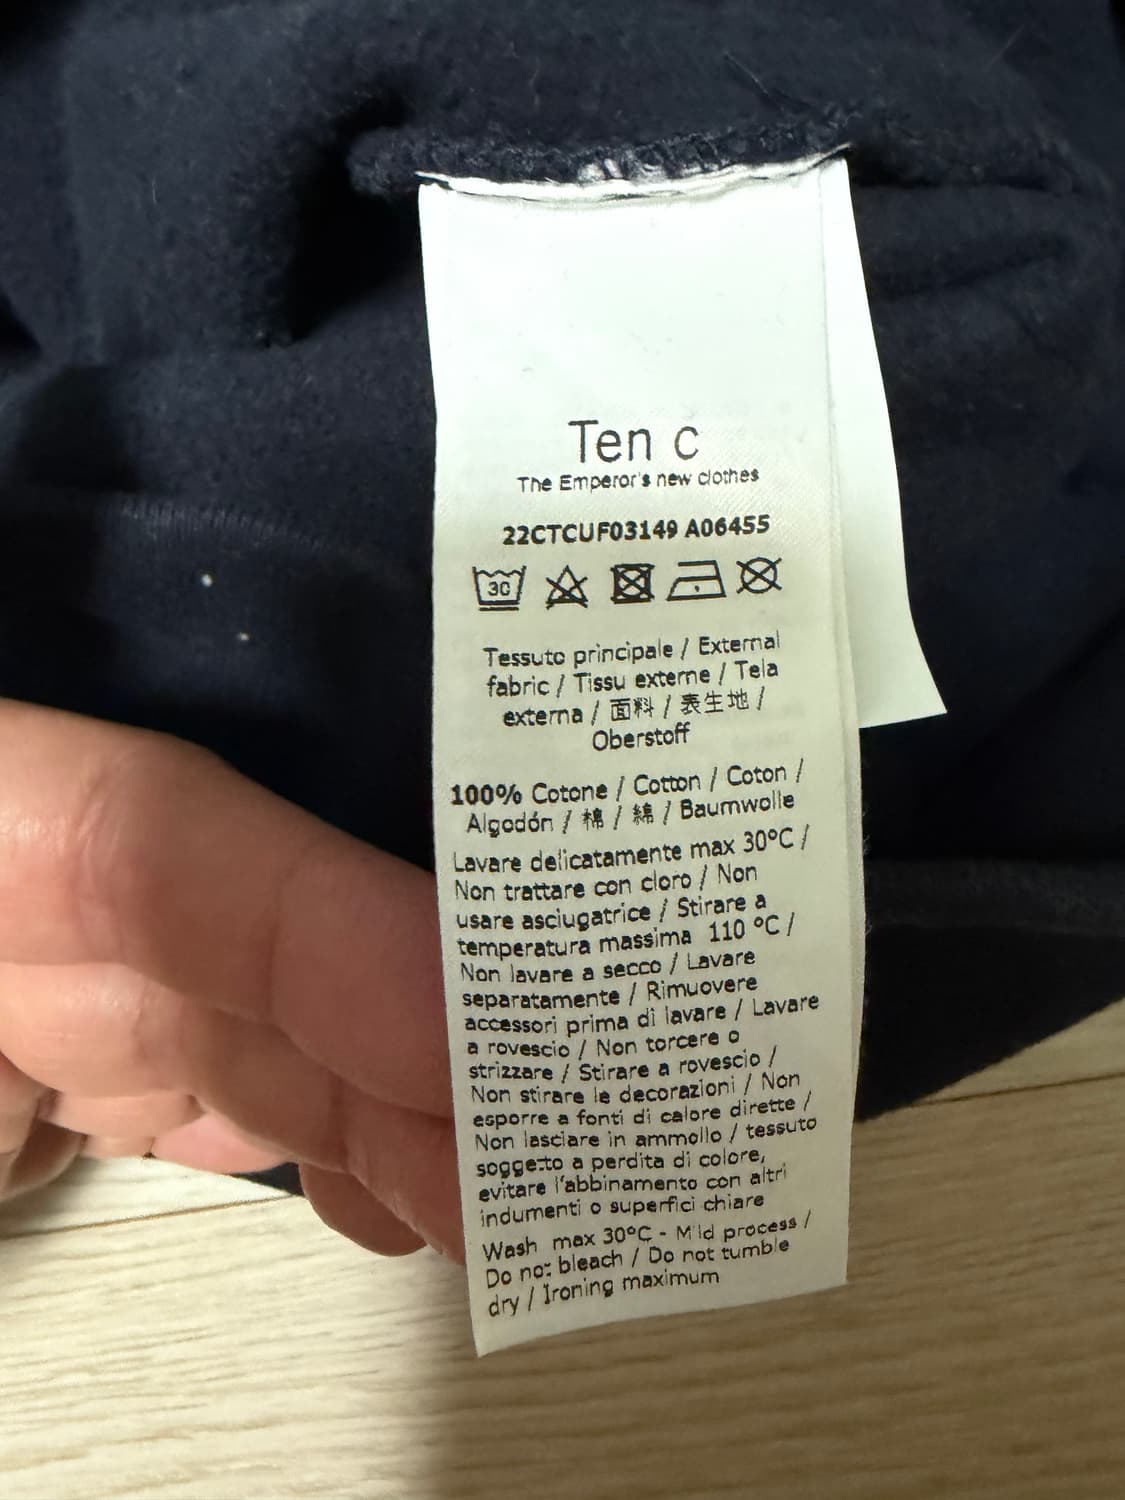 Ten c
The Emperor's new clothes
22CTCUF03149 A06455
30
Tessuto principale / External
fabric / Tissu externe / Tela
externa / 面料 / 表生地 /
Oberstoff
100% Cotone / Cotton / Coton /
Algodón / 棉 / 綿 / Baumwolle
Lavare delicatamente max 30°C /
Non trattare con cloro / Non
usare asciugatrice / Stirare a
temperatura massima 110 °C /
Non lavare a secco / Lavare
separatamente / Rimuovere
accessori prima di lavare / Lavare
a rovescio / Non torcere o
strizzare / Stirare a rovescio /
Non stirare le decorazioni / Non
esporre a fonti di calore dirette /
Non lasciare in ammollo / tessuto
soggetto a perdita di colore,
evitare l'abbinamento con altri
indumenti o superfici chiare
Wash max 30°C - Mild process /
Do not bleach / Do not tumble
dry / Ironing maximum